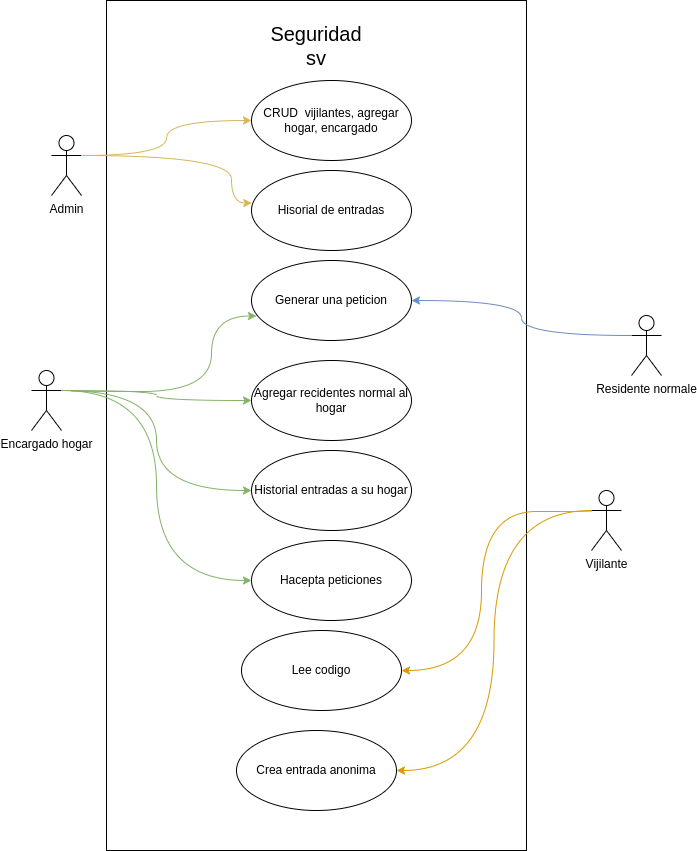 Seguridad
sv
CRUD vijilantes, agregar
hogar, encargado
Admin
Hisorial de entradas
Generar una peticion
Residente normale
Agregar recidentes normal al
hogar
Encargado hogar
Historial entradas a su hogar
Vijilante
Hacepta peticiones
Lee codigo
Crea entrada anonima